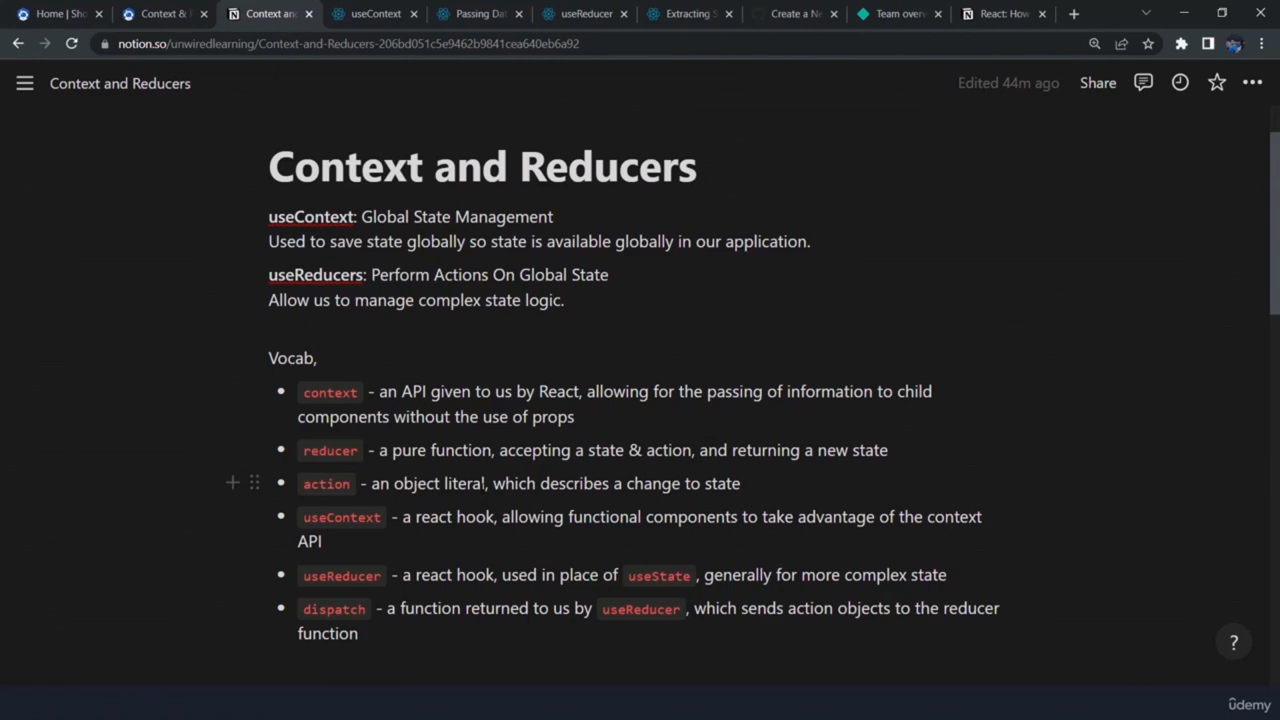 Home | Sho
Context & I
Context and
useContext
Passing Dat
useReducer
Extracting S
Create a Ne
Team overv
React: How
notion.so/unwiredlearning/Context-and-Reducers-206bd051c5e9462b9841cea640eb6a92
Context and Reducers
Edited 44m ago
Share
Context and Reducers
useContext: Global State Management
Used to save state globally so state is available globally in our application.
useReducers: Perform Actions On Global State
Allow us to manage complex state logic.
Vocab,
context - an API given to us by React, allowing for the passing of information to child
components without the use of props
reducer - a pure function, accepting a state & action, and returning a new state
action - an object literal, which describes a change to state
useContext - a react hook, allowing functional components to take advantage of the context
API
useReducer - a react hook, used in place of useState, generally for more complex state
dispatch - a function returned to us by useReducer, which sends action objects to the reducer
function
?
ûdemy